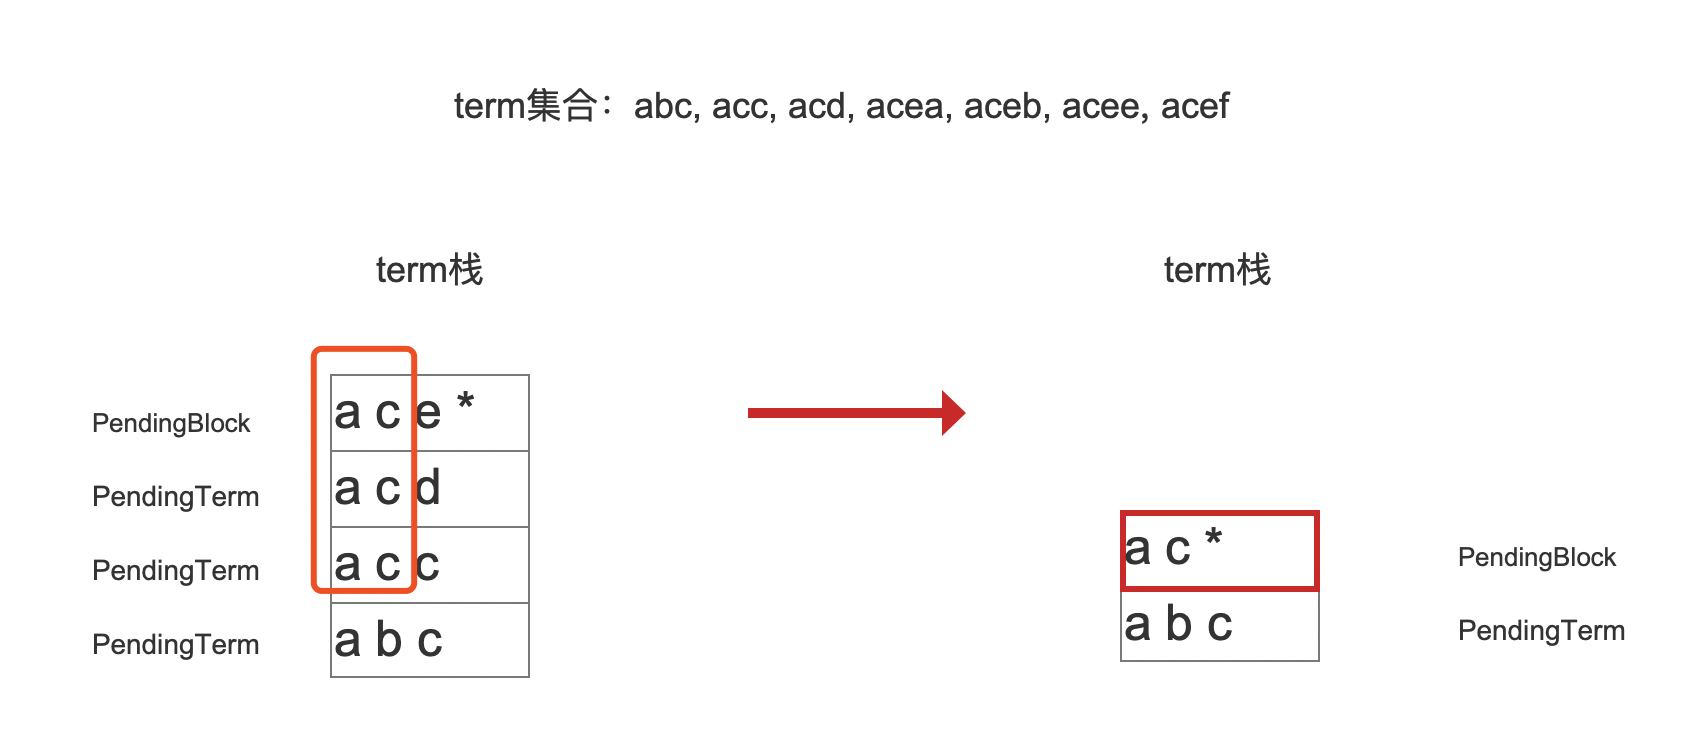 term集合：abc, acc, acd, acea, aceb, acee, acef
term栈
term栈
PendingBlock
a c e *
PendingTerm
a c d
PendingTerm
a c c
PendingTerm
a b c
a c *
PendingBlock
a b c
PendingTerm